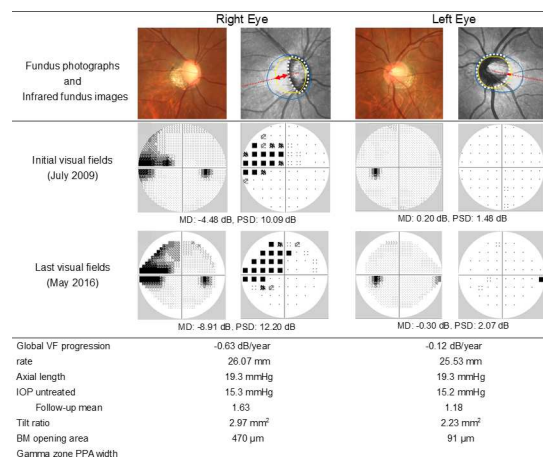 Right Eye Left Eye
Fundus photographs
and
Infrared fundus images
Initial visual fields
(July 2009)
MD: -4.48 dB, PSD: 10.09 dB MD: 0.20 dB, PSD: 1.48 dB
Last visual fields
(May 2016)
MD: -8.91 dB, PSD: 12.20 dB MD: -0.30 dB, PSD: 2.07 dB
Global VF progression -0.63 dB/year -0.12 dB/year
rate 26.07 mm 25.53 mm
Axial length 19.3 mmHg 19.3 mmHg
IOP untreated 15.3 mmHg 15.2 mmHg
Follow-up mean 1.63 1.18
Tilt ratio 2.97 mm² 2.23 mm²
BM opening area 470 μm 91 μm
Gamma zone PPA width